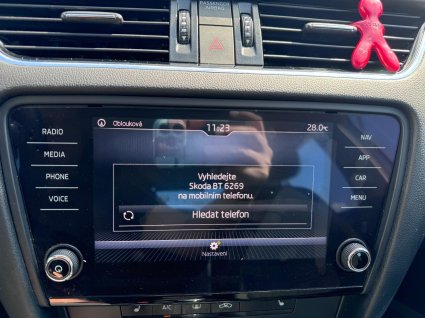 PASSENGER
AIRBAG
Oblouková
11:23
28.0°C
RADIO
MEDIA
PHONE
VOICE
Vyhledejte
Skoda BT 6269
na mobilním telefonu.
Hledat telefon
Nastavení
NAV
APP
CAR
MENU
A/C